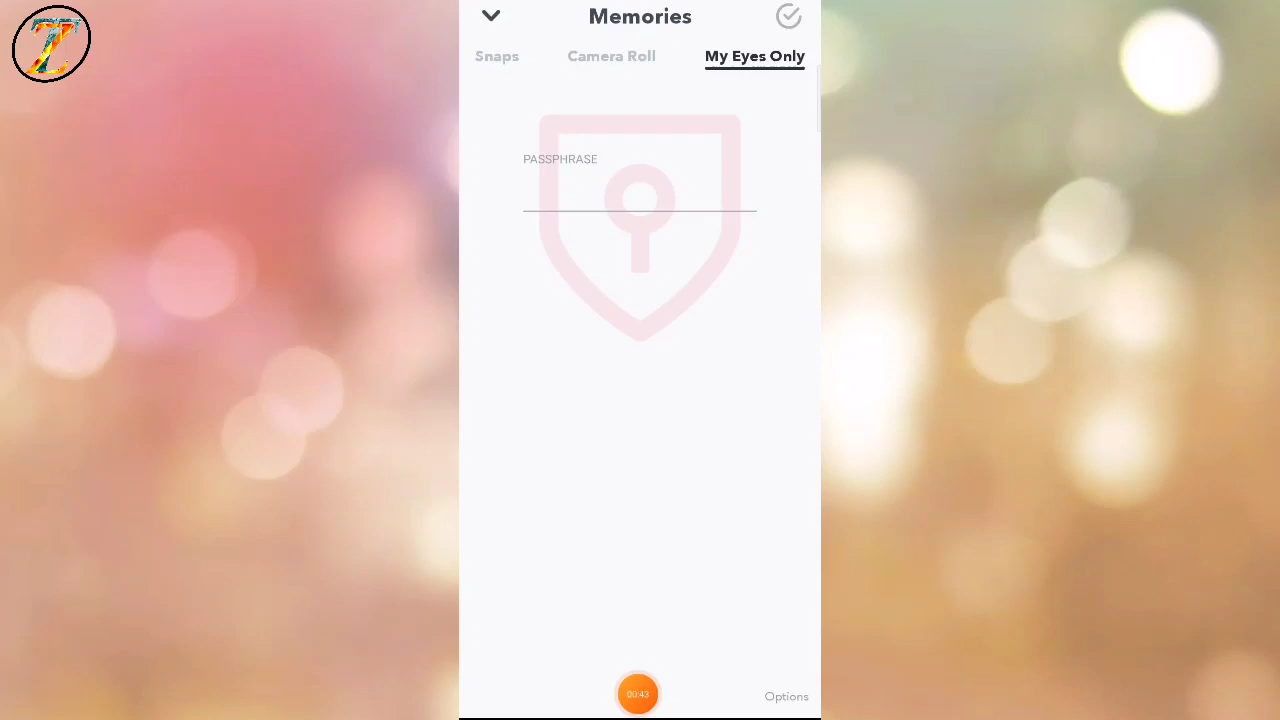 Z
Memories
Snaps Camera Roll My Eyes Only
PASSPHRASE
00:43
Options